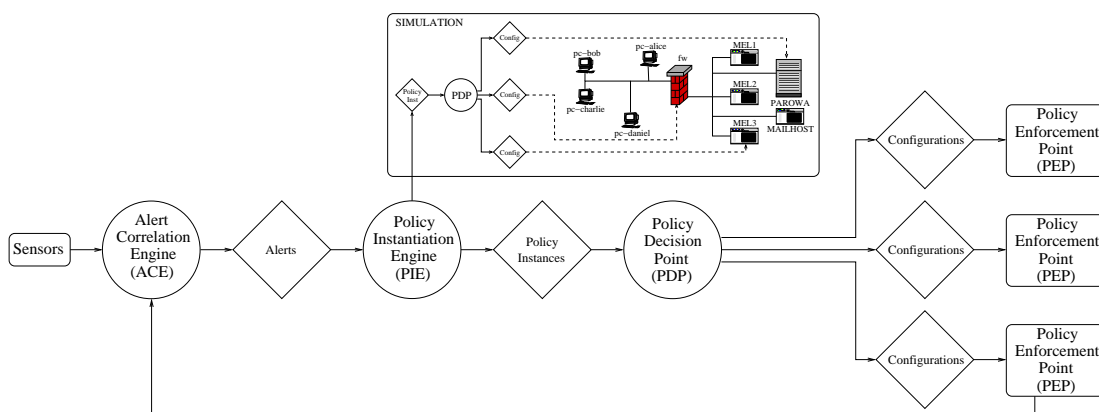 SIMULATION
Config
pc-bob
pc-alice
fw
MEL1
Policy
Inst
PDP
Config
MEL2
PAROWA
pc-charlie
pc-daniel
MEL3
MAILHOST
Config
Sensors
Alert
Correlation
Engine
(ACE)
Alerts
Policy
Instantiation
Engine
(PIE)
Policy
Instances
Policy
Decision
Point
(PDP)
Configurations
Policy
Enforcement
Point
(PEP)
Configurations
Policy
Enforcement
Point
(PEP)
Configurations
Policy
Enforcement
Point
(PEP)